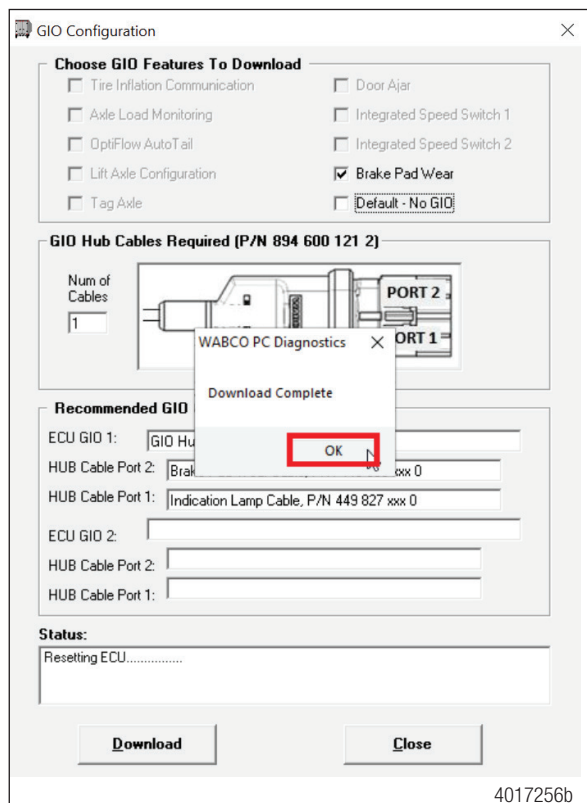 GIO Configuration
Choose GIO Features To Download
Tire Inflation Communication
Door Ajar
Axle Load Monitoring
Integrated Speed Switch 1
OptiFlow AutoTail
Integrated Speed Switch 2
Lift Axle Configuration
Brake Pad Wear
Tag Axle
Default - No GIO
GIO Hub Cables Required (P/N 894 600 121 2)
Num of
Cables
1
PORT 2
ORT 1
WABCO PC Diagnostics
Download Complete
OK
Recommended GIO
ECU GIO 1:
GIO Hu
HUB Cable Port 2:
xxx 0
HUB Cable Port 1:
Indication Lamp Cable, P/N 449 827 xxx 0
ECU GIO 2:
HUB Cable Port 2:
HUB Cable Port 1:
Status:
Resetting ECU................
Download
Close
4017256b